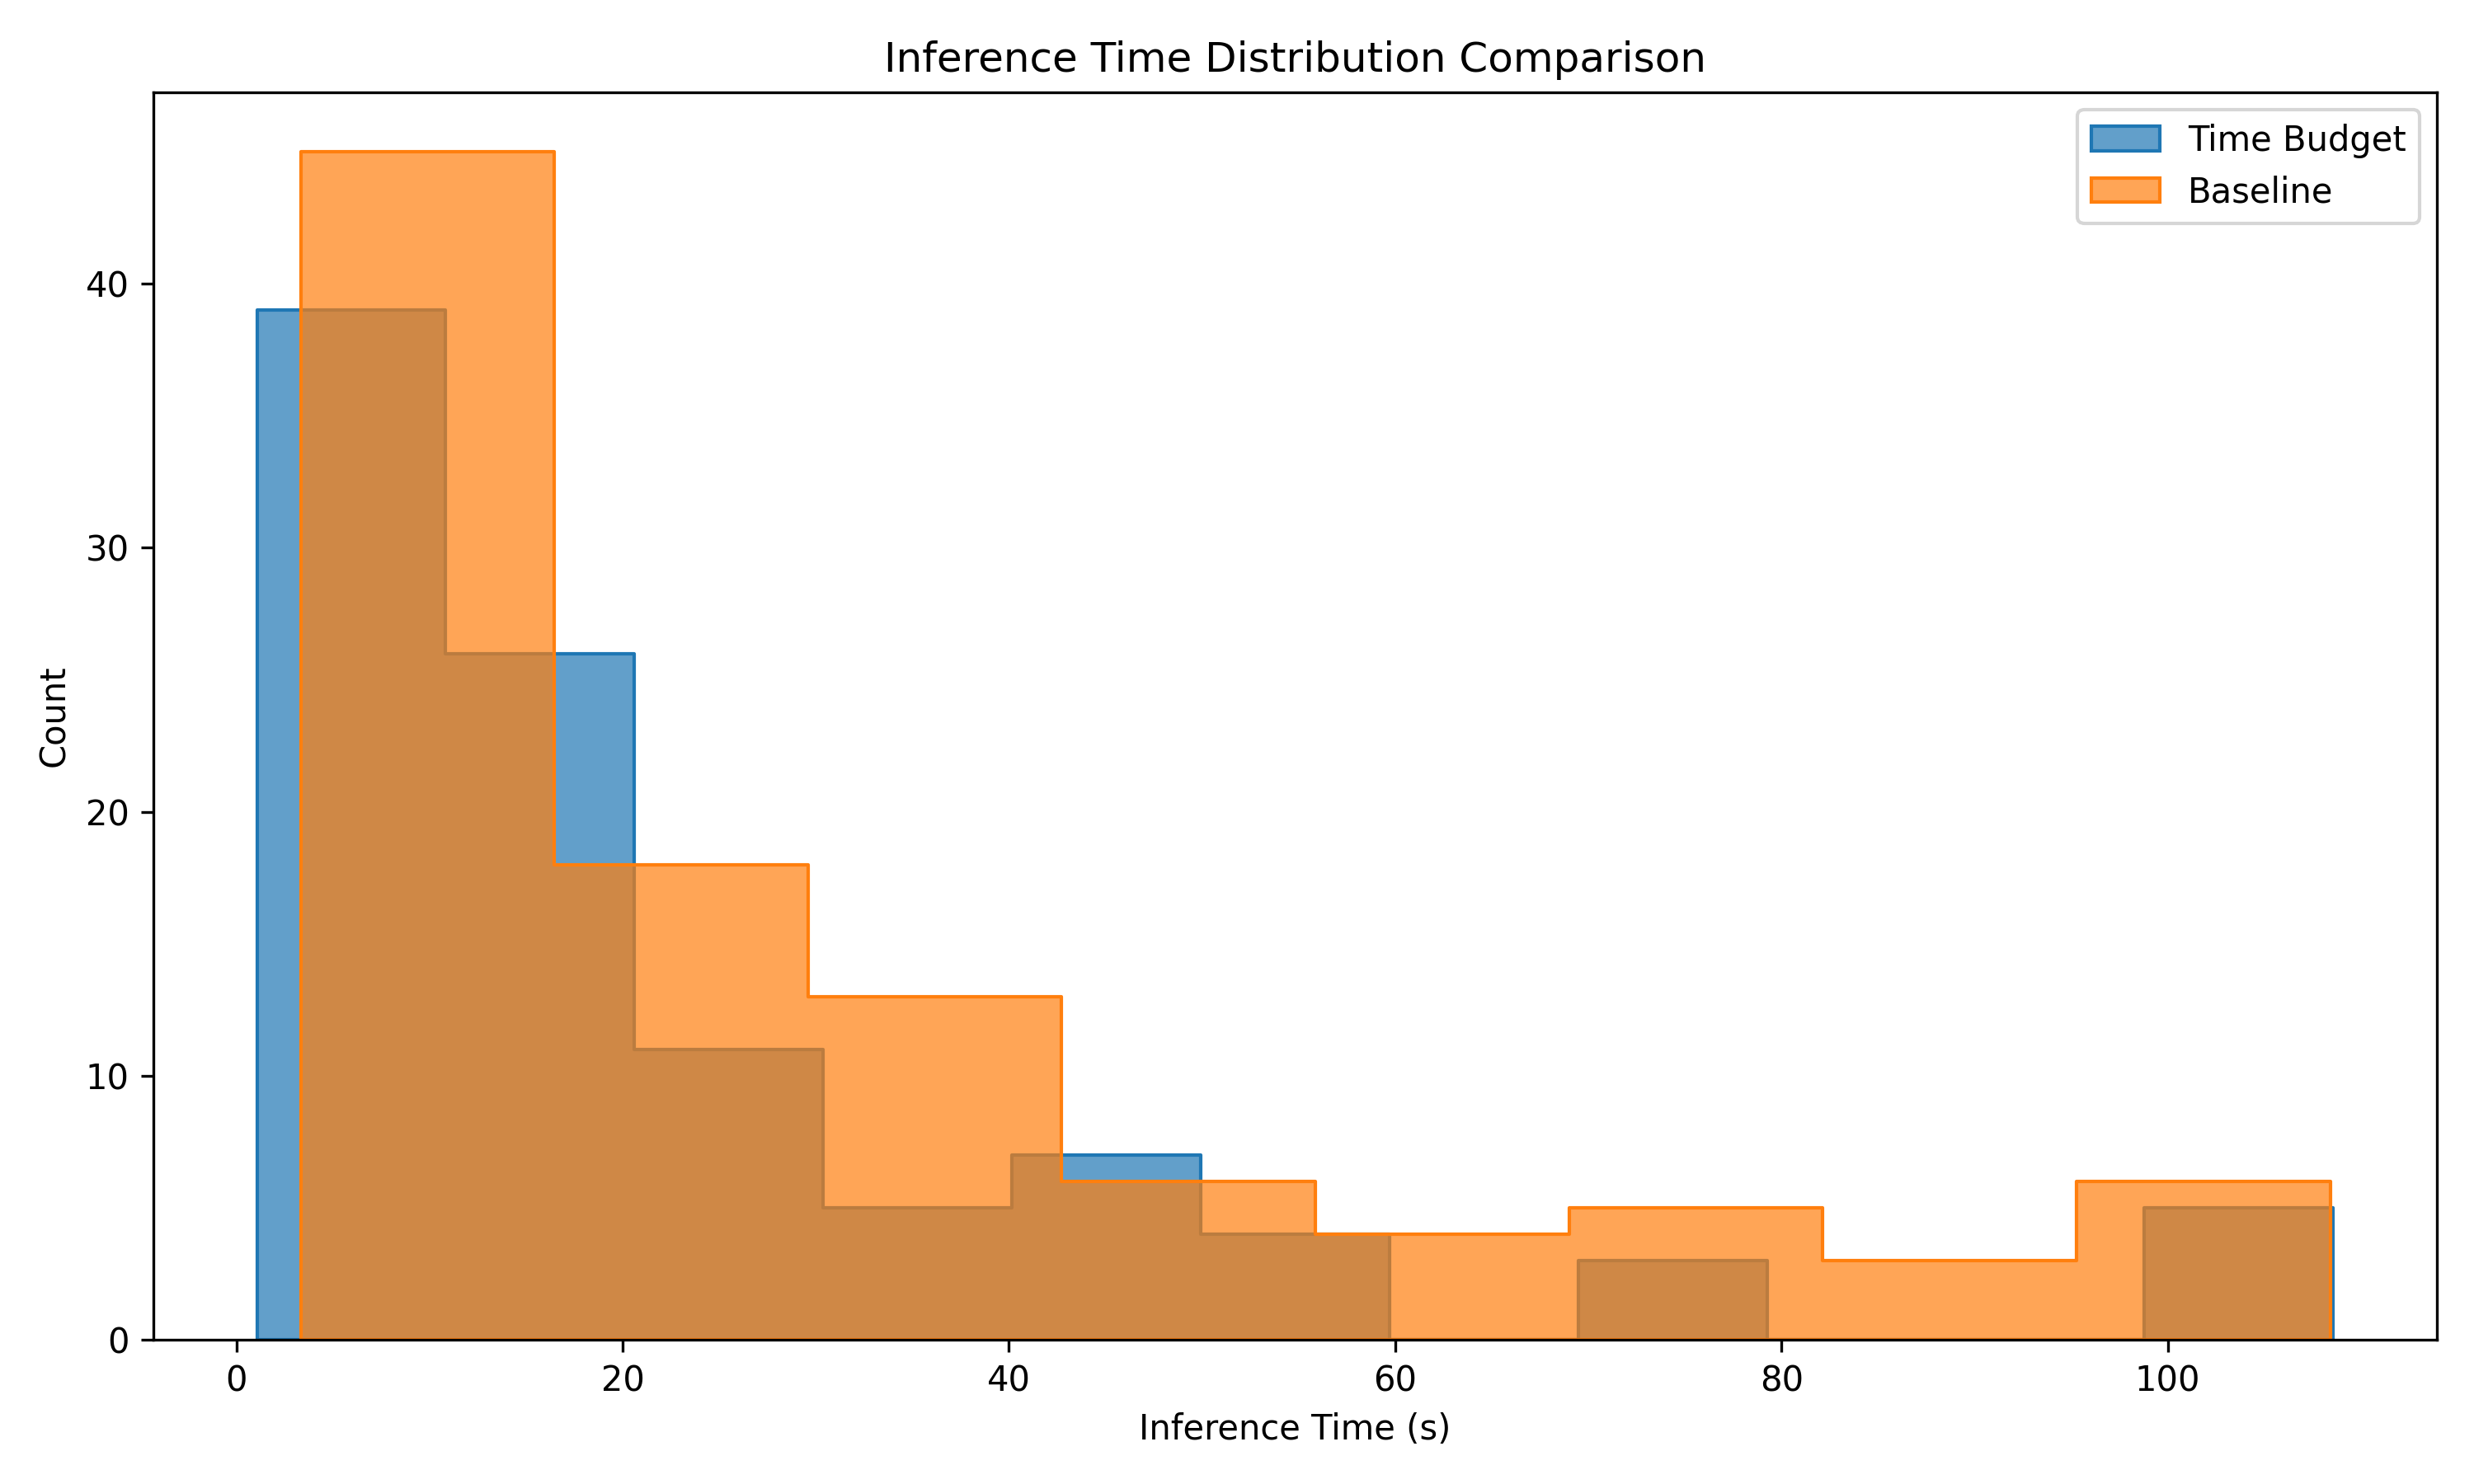 Inference Time Distribution Comparison
Time Budget
Baseline
Count
40
30
20
10
0
0 20 40 60 80 100
Inference Time (s)